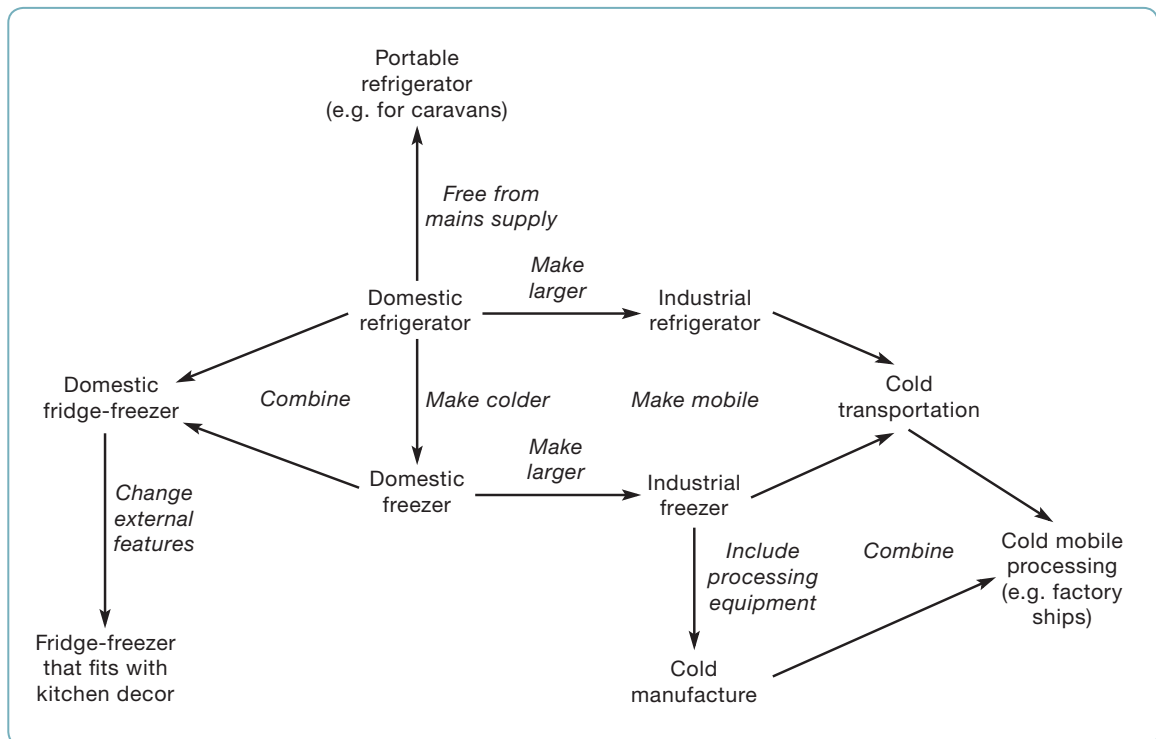 Portable
refrigerator
(e.g. for caravans)
Free from
mains supply
Make
larger
Domestic
refrigerator
Industrial
refrigerator
Domestic
fridge-freezer
Combine
Make colder
Make mobile
Cold
transportation
Make
larger
Domestic
freezer
Industrial
freezer
Change
external
features
Include
processing
equipment
Combine
Cold mobile
processing
(e.g. factory
ships)
Fridge-freezer
that fits with
kitchen decor
Cold
manufacture